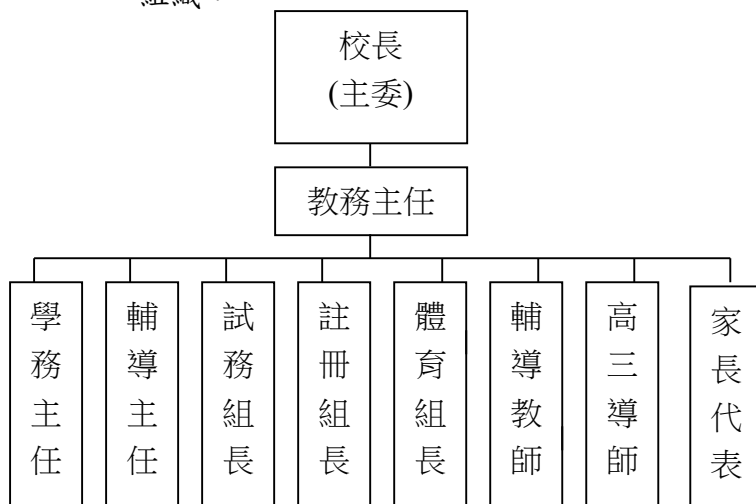 組織
校長
(主委)
教務主任
學務主任
輔導主任
試務組長
註冊組長
體育組長
輔導教師
高三導師
家長代表